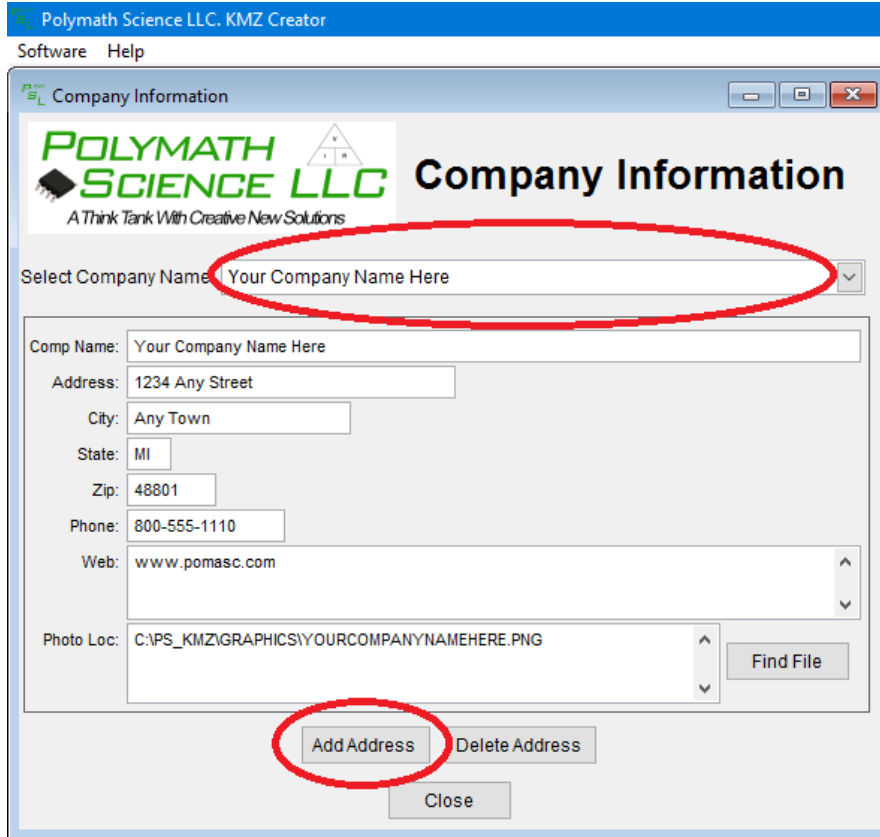 Polymath Science LLC. KMZ Creator
Software Help
Company Information
POLYMATH
SCIENCE LLC
A Think Tank With Creative New Solutions
V
I R
Company Information
Select Company Name: Your Company Name Here
Comp Name: Your Company Name Here
Address: 1234 Any Street
City: Any Town
State: MI
Zip: 48801
Phone: 800-555-1110
Web: www.pomasc.com
Photo Loc: C:\PS_KMZ\GRAPHICS\YOURCOMPANYNAMEHERE.PNG
Find File
Add Address Delete Address
Close